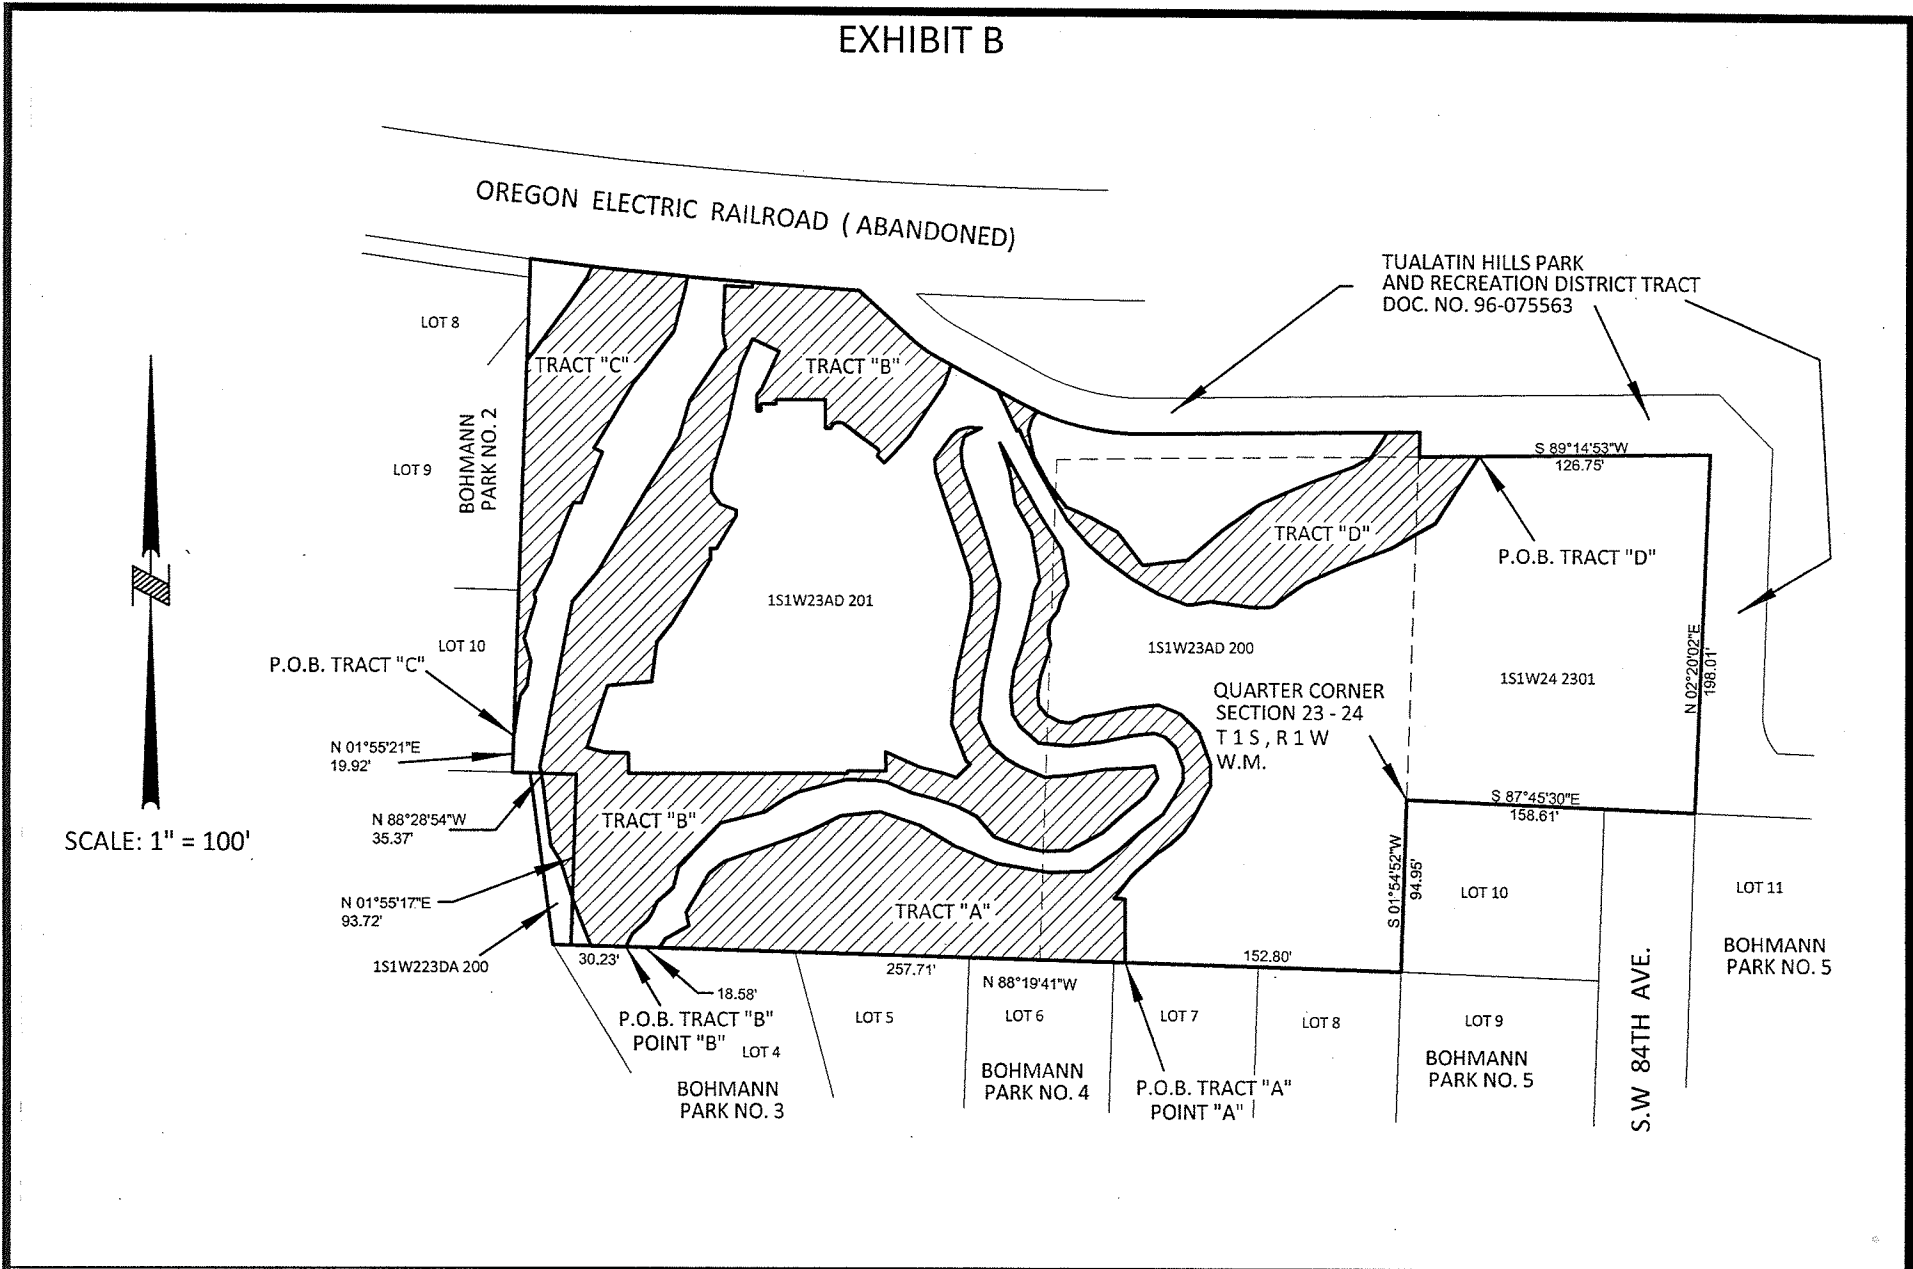 EXHIBIT B
OREGON ELECTRIC RAILROAD ( ABANDONED)
TUALATIN HILLS PARK
AND RECREATION DISTRICT TRACT
DOC. NO. 96-075563
LOT 8
TRACT "C"
TRACT "B"
BOHMANN
PARK NO. 2
LOT 9
S 89°14'53"W
126.75'
TRACT "D"
P.O.B. TRACT "D"
1S1W23AD 201
LOT 10
P.O.B. TRACT "C"
1S1W23AD 200
1S1W24 2301
N 02°20'02"E
198.01'
QUARTER CORNER
SECTION 23 - 24
T 1 S , R 1 W
W.M.
N 01°55'21"E
19.92'
S 87°45'30"E
158.61'
N 88°28'54"W
35.37'
TRACT "B"
SCALE: 1" = 100'
S 01°54'52"W
94.95'
LOT 10
LOT 11
N 01°55'17"E
93.72'
TRACT "A"
1S1W223DA 200
30.23'
257.71'
152.80'
BOHMANN
PARK NO. 5
N 88°19'41"W
18.58'
P.O.B. TRACT "B"
POINT "B"
LOT 4
LOT 5
LOT 6
LOT 7
LOT 8
LOT 9
S.W 84TH AVE.
BOHMANN
PARK NO. 3
BOHMANN
PARK NO. 4
P.O.B. TRACT "A"
POINT "A"
BOHMANN
PARK NO. 5